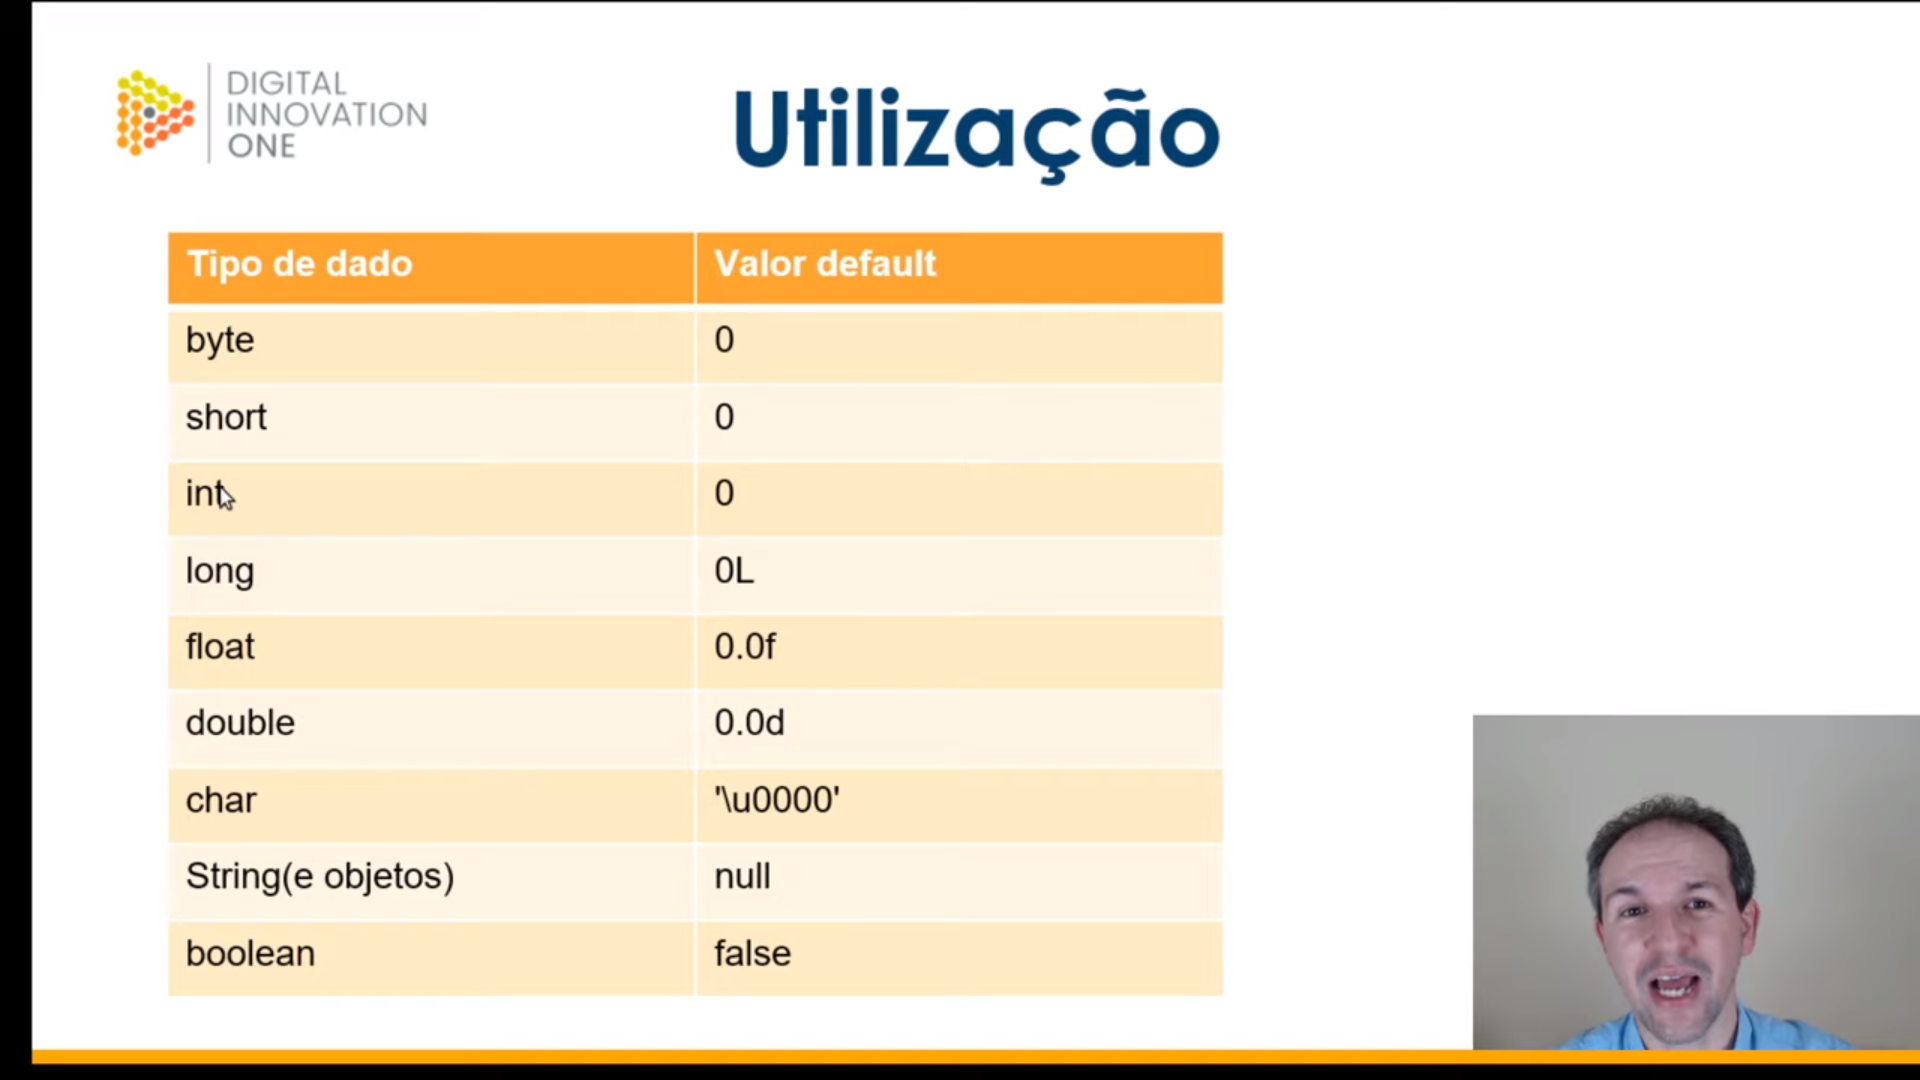 DIGITAL
INNOVATION
ONE
Utilização
Tipo de dado Valor default
byte 0
short 0
int 0
long 0L
float 0.0f
double 0.0d
char '\u0000'
String(e objetos) null
boolean false